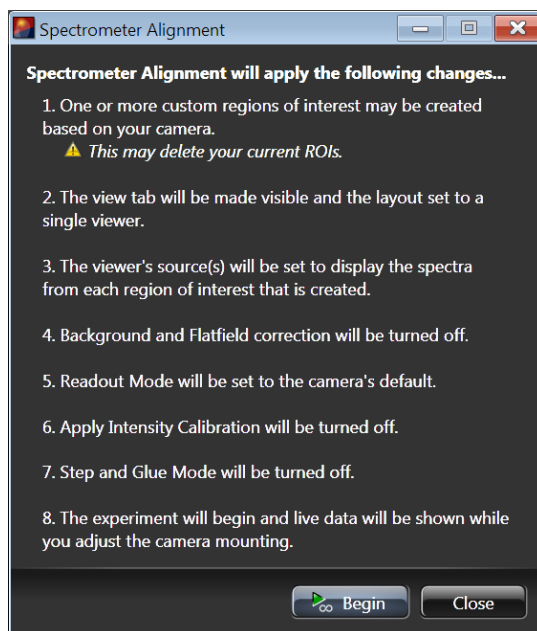 Spectrometer Alignment
Spectrometer Alignment will apply the following changes...
1. One or more custom regions of interest may be created
based on your camera.
This may delete your current ROIs.
2. The view tab will be made visible and the layout set to a
single viewer.
3. The viewer's source(s) will be set to display the spectra
from each region of interest that is created.
4. Background and Flatfield correction will be turned off.
5. Readout Mode will be set to the camera's default.
6. Apply Intensity Calibration will be turned off.
7. Step and Glue Mode will be turned off.
8. The experiment will begin and live data will be shown while
you adjust the camera mounting.
Begin
Close